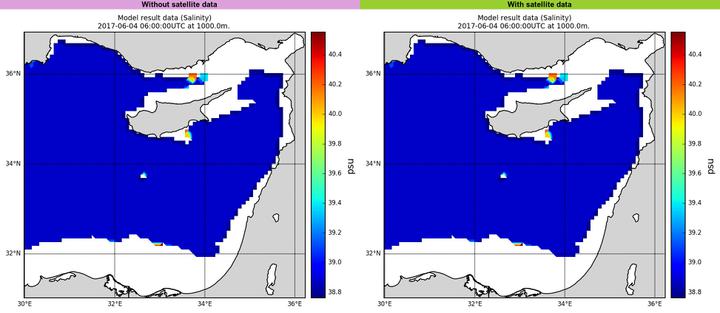 Without satellite data
With satellite data
Model result data (Salinity)
2017-06-04 06:00:00UTC at 1000.0m.
36°N
34°N
32°N
30°E
32°E
34°E
36°E
40.4
40.2
40.0
39.8
39.6
39.4
39.2
39.0
38.8
psu
Model result data (Salinity)
2017-06-04 06:00:00UTC at 1000.0m.
36°N
34°N
32°N
30°E
32°E
34°E
36°E
40.4
40.2
40.0
39.8
39.6
39.4
39.2
39.0
38.8
psu